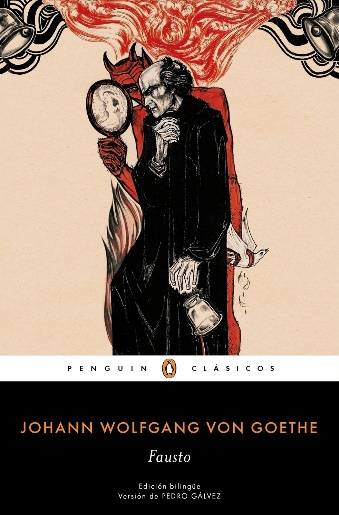 PENGUIN CLÁSICOS
JOHANN WOLFGANG VON GOETHE
Fausto
Edición bilingüe
Versión de PEDRO GÁLVEZ